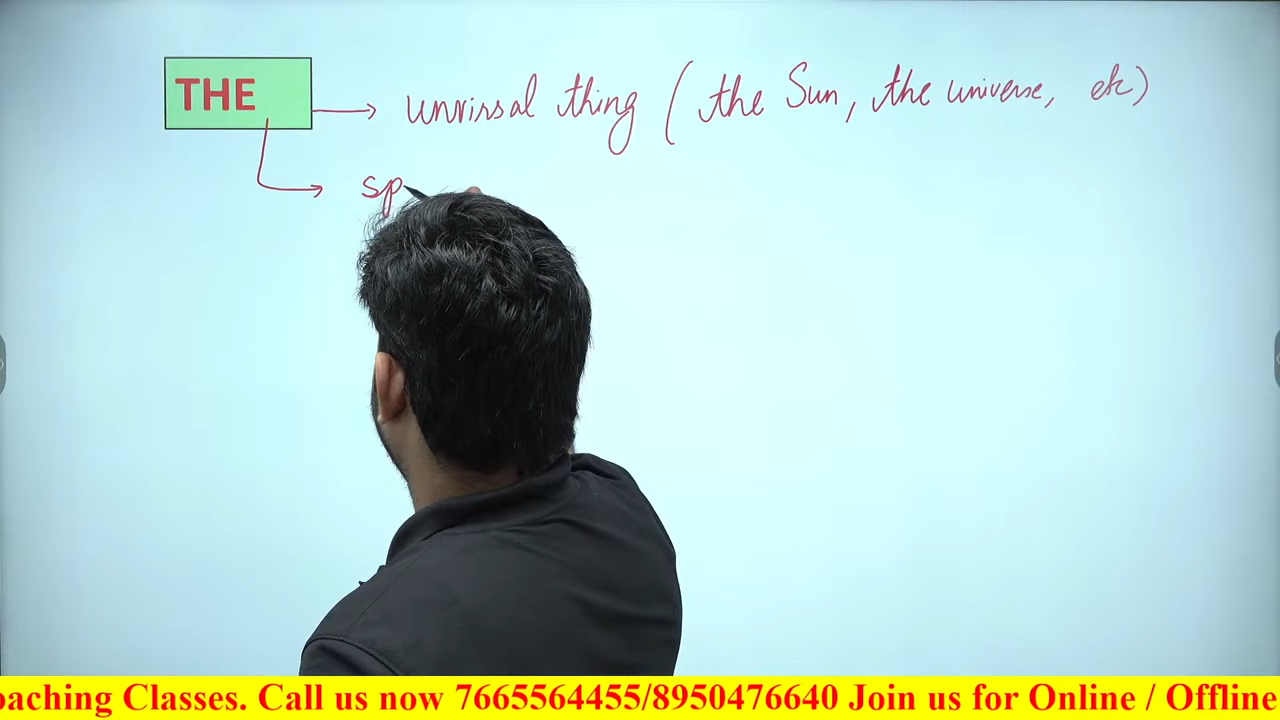 THE
unvirsal thing ( the Sun, the universe, etc)
sp
oaching Classes. Call us now 7665564455/8950476640 Join us for Online / Offline